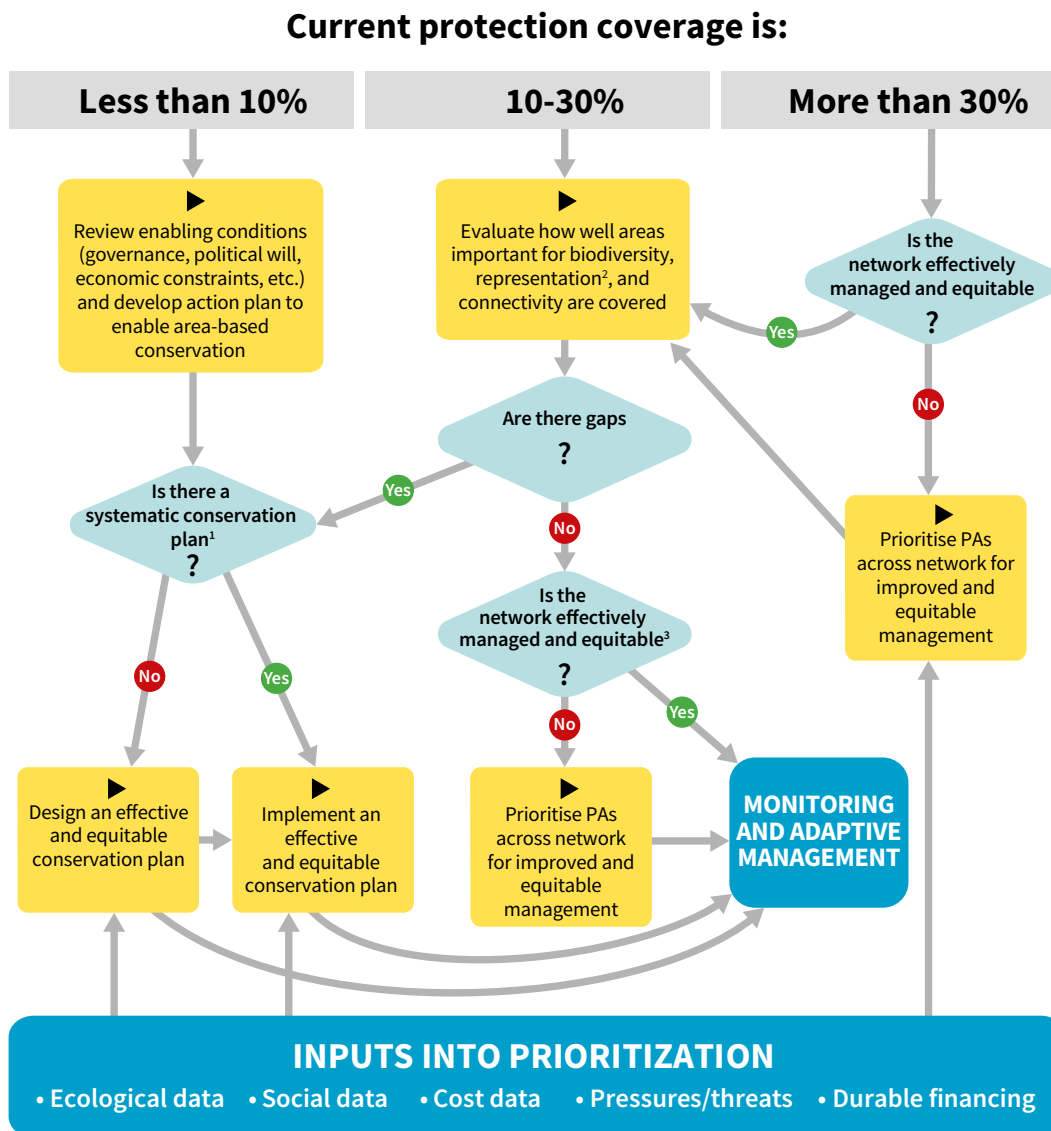 Current protection coverage is:
Less than 10%
10-30%
More than 30%
Review enabling conditions
(governance, political will,
economic constraints, etc.)
and develop action plan to
enable area-based
conservation
Evaluate how well areas
important for biodiversity,
representation², and
connectivity are covered
Is the
network effectively
managed and equitable
?
Yes
No
Are there gaps
?
Yes
No
Is there a
systematic conservation
plan¹
?
No
Yes
Is the
network effectively
managed and equitable³
?
No
Yes
Prioritise PAs
across network for
improved and
equitable
management
Design an effective
and equitable
conservation plan
Implement an
effective
and equitable
conservation plan
Prioritise PAs
across network
for improved and
equitable
management
MONITORING
AND ADAPTIVE
MANAGEMENT
INPUTS INTO PRIORITIZATION
• Ecological data • Social data • Cost data • Pressures/threats • Durable financing